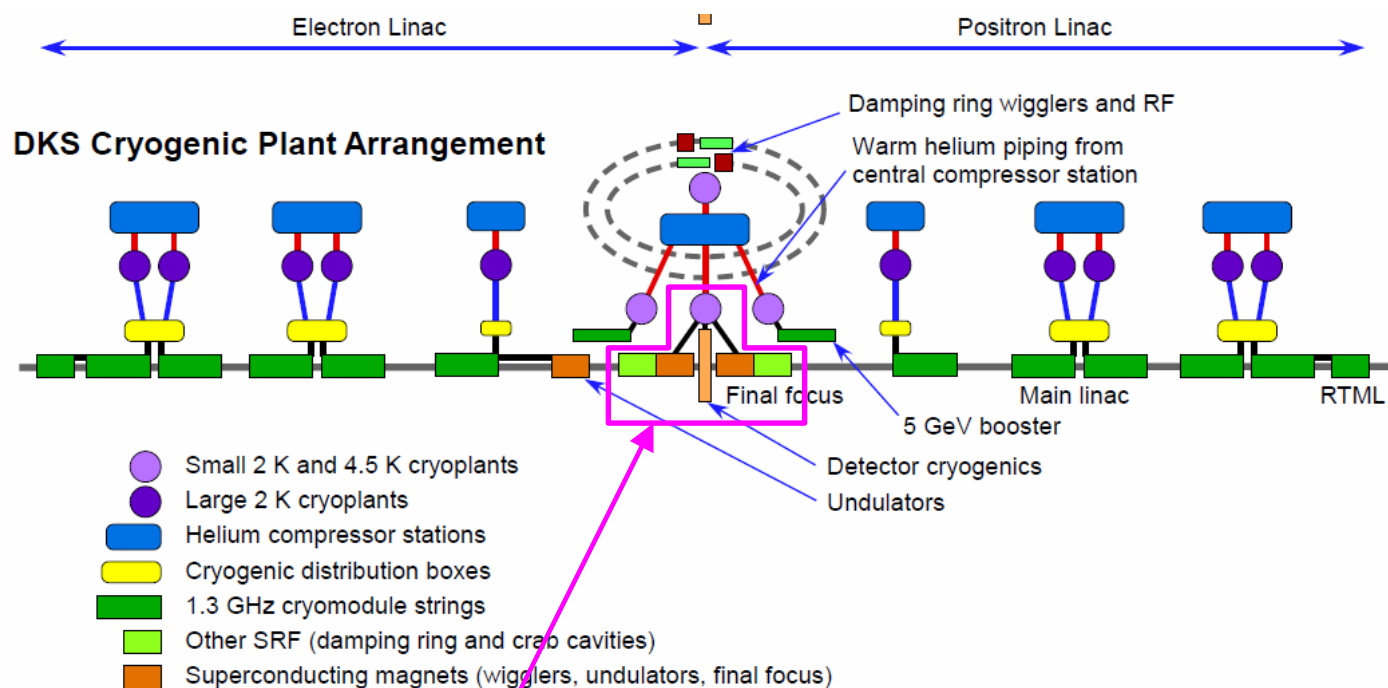 Electron Linac
Positron Linac
Damping ring wigglers and RF
DKS Cryogenic Plant Arrangement
Warm helium piping from
central compressor station
Final focus
Main linac
RTML
5 GeV booster
Detector cryogenics
Undulators
Small 2 K and 4.5 K cryoplants
Large 2 K cryoplants
Helium compressor stations
Cryogenic distribution boxes
1.3 GHz cryomodule strings
Other SRF (damping ring and crab cavities)
Superconducting magnets (wigglers, undulators, final focus)